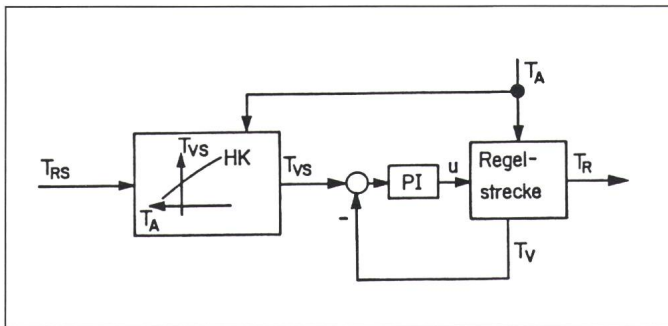 T_A
T_VS
HK
T_RS
T_VS
PI
u
Regel-
strecke
T_R
T_A
-
T_V